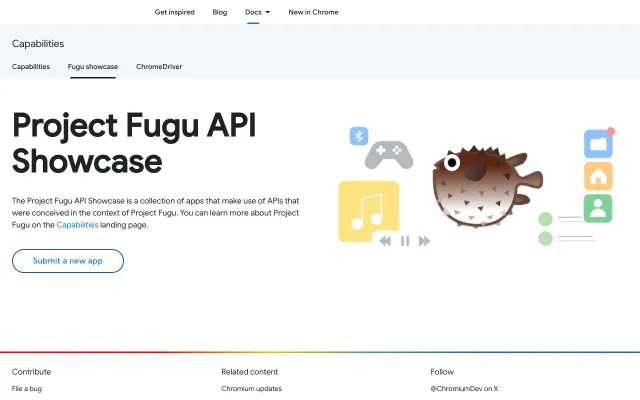 Get inspired Blog Docs New in Chrome
Capabilities
Capabilities Fugu showcase ChromeDriver
Project Fugu API
Showcase
The Project Fugu API Showcase is a collection of apps that make use of APIs that
were conceived in the context of Project Fugu. You can learn more about Project
Fugu on the Capabilities landing page.
Submit a new app
Contribute Related content Follow
File a bug Chromium updates @ChromiumDev on X